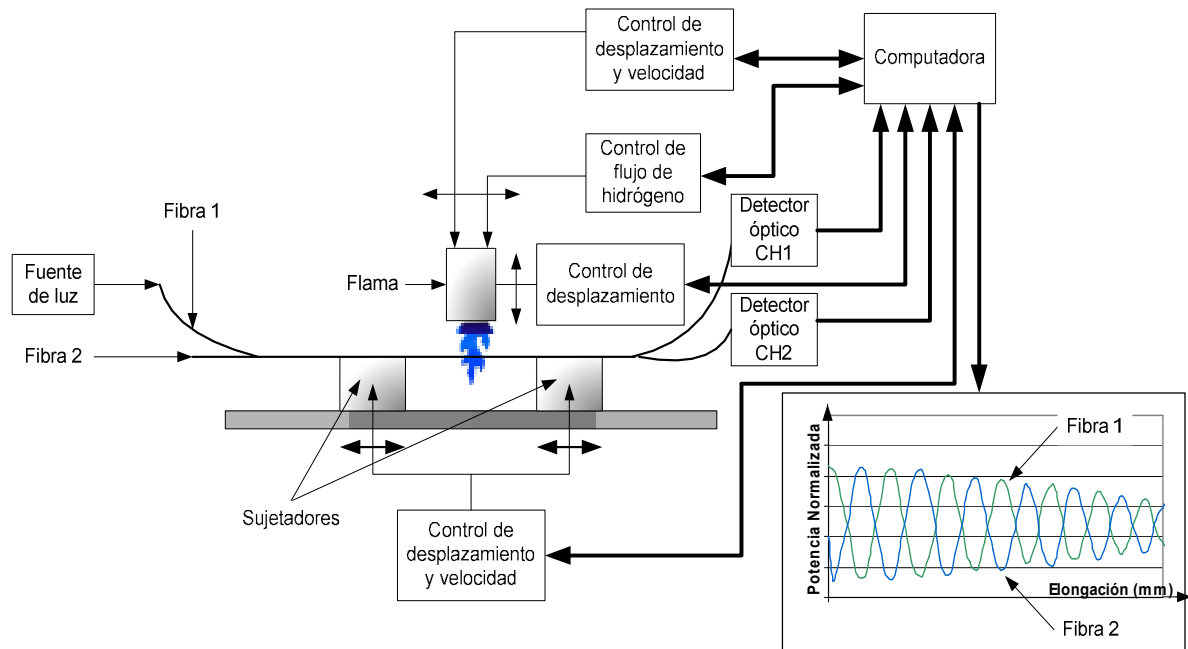 Control de
desplazamiento
y velocidad
Computadora
Control de
flujo de
hidrógeno
Fibra 1
Detector
óptico
CH1
Fuente
de luz
Flama
Control de
desplazamiento
Detector
óptico
CH2
Fibra 2
Sujetadores
Control de
desplazamiento
y velocidad
Potencia Normalizada
Fibra 1
Elongación (mm)
Fibra 2